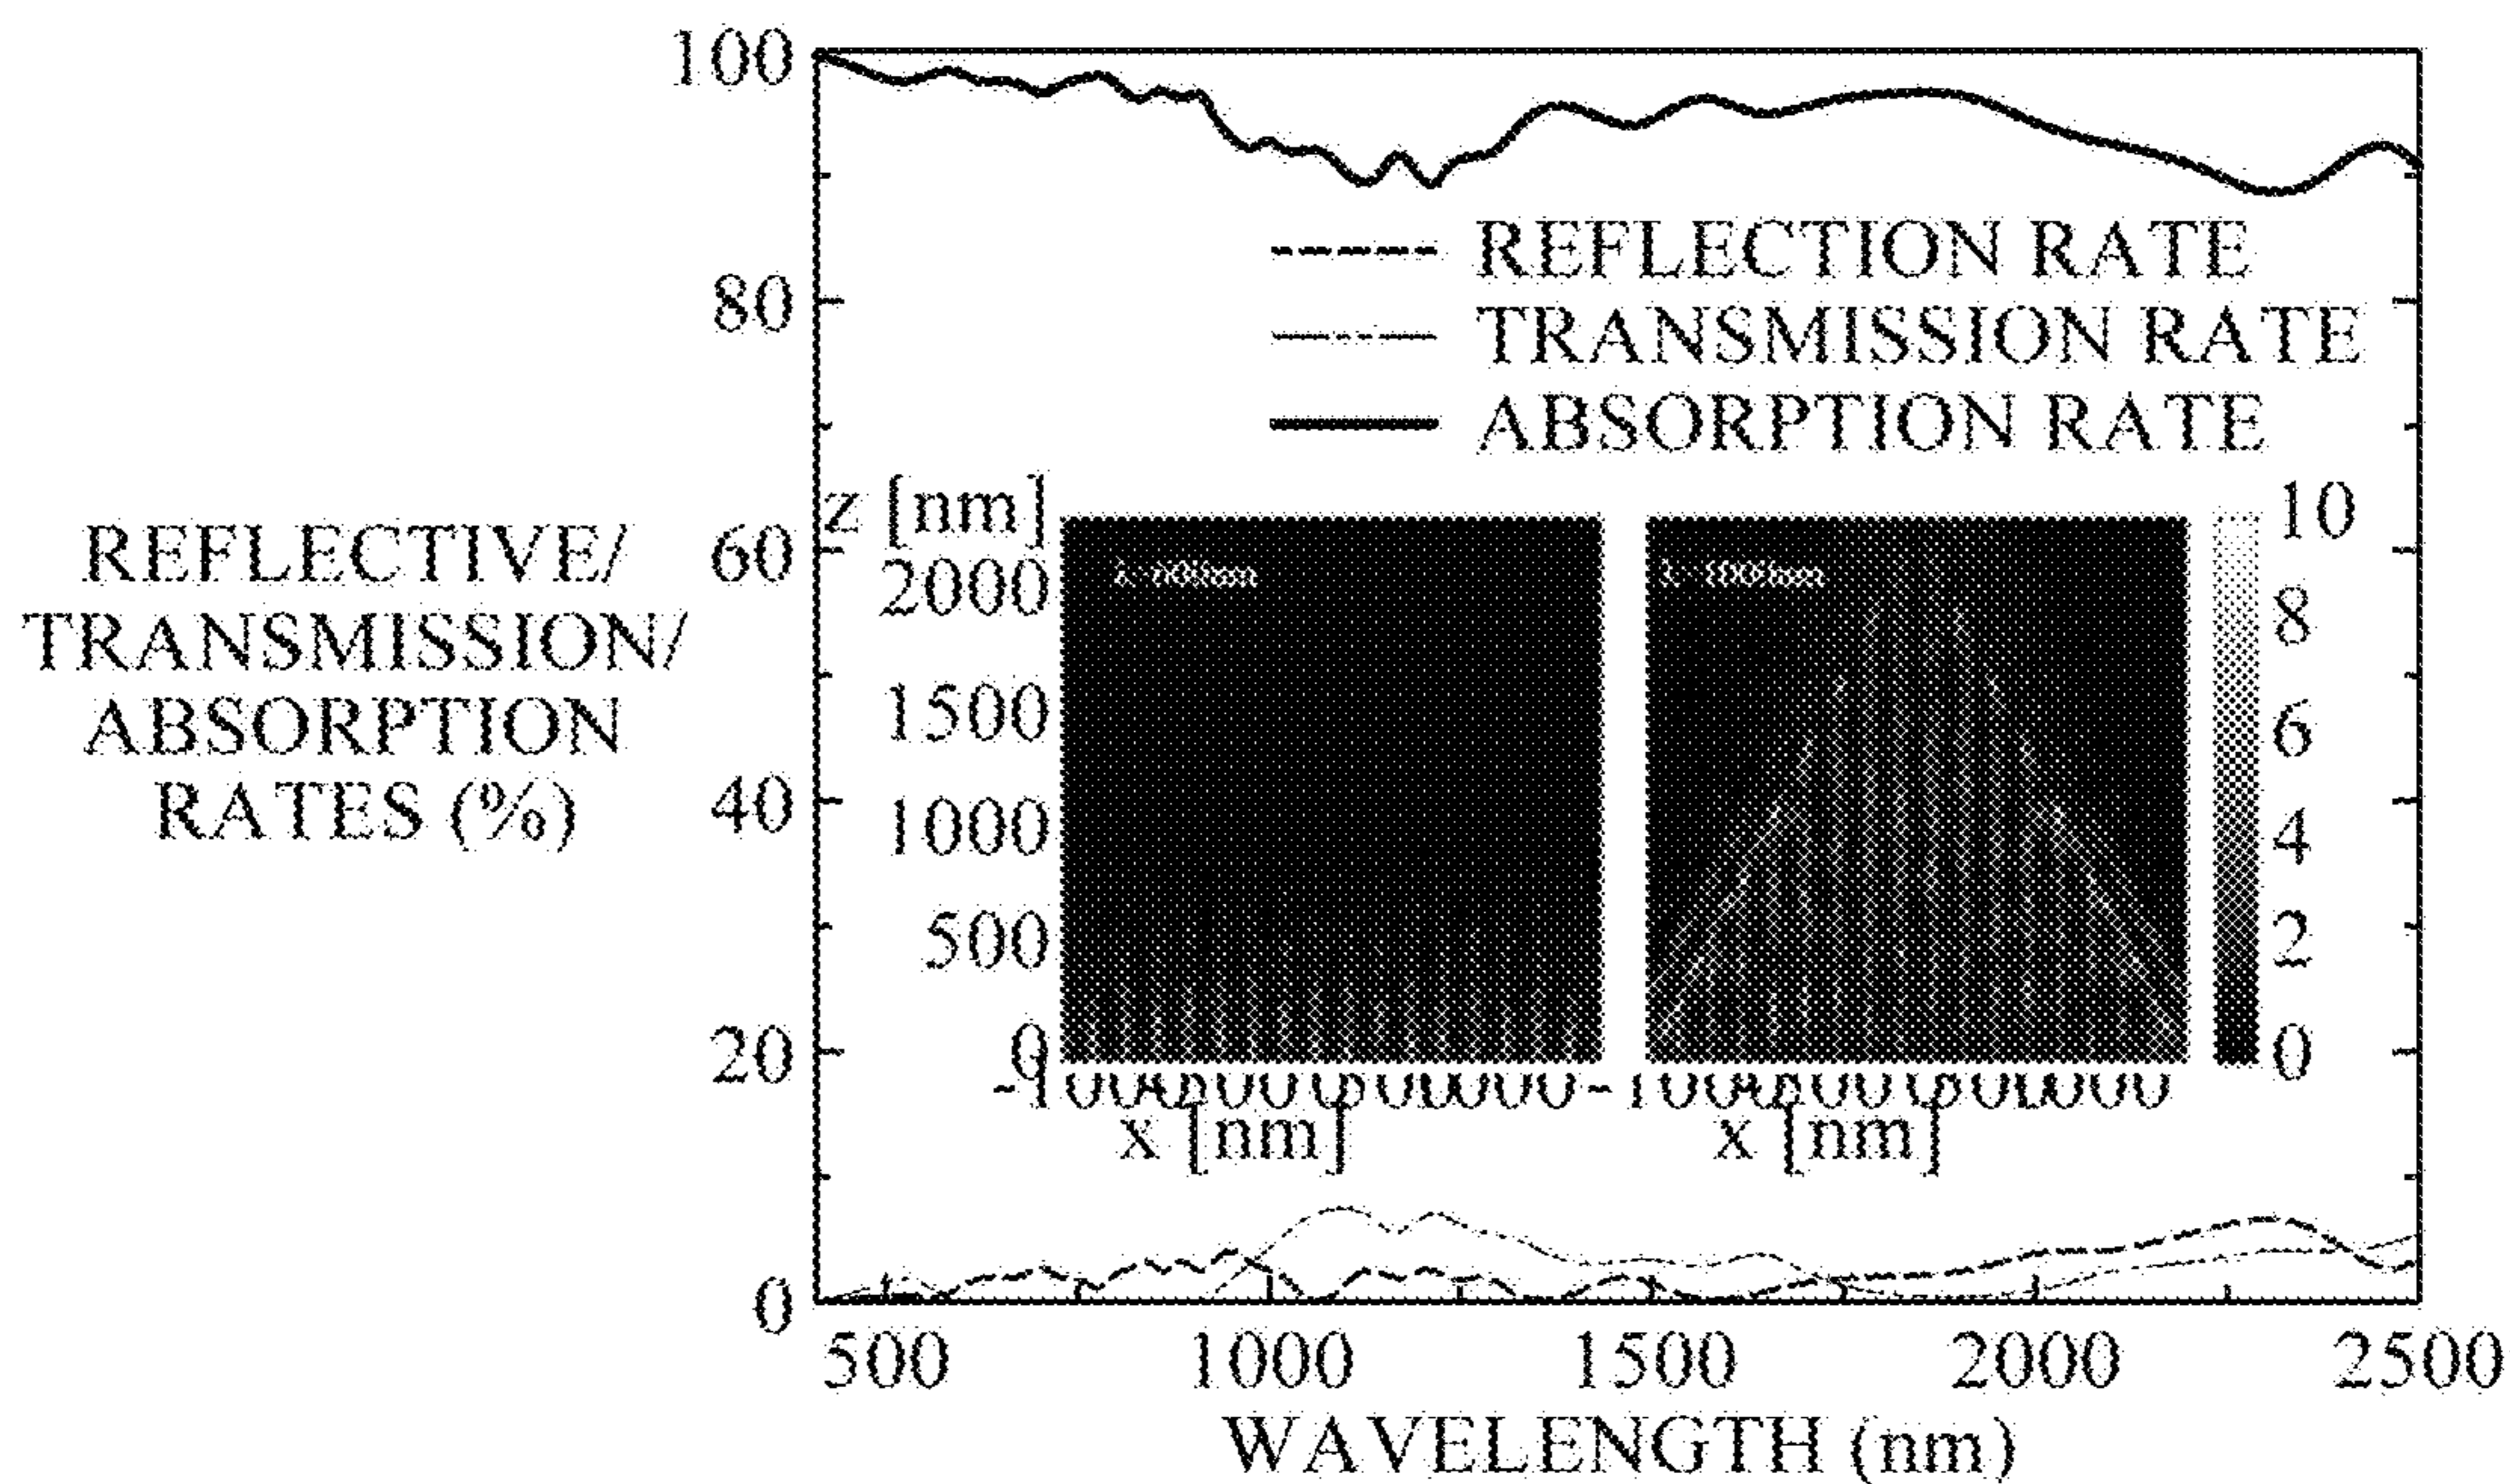 100
80
60
40
20
0
REFLECTIVE/
TRANSMISSION/
ABSORPTION
RATES (%)
REFLECTION RATE
TRANSMISSION RATE
ABSORPTION RATE
z [nm]
2000
1500
1000
500
0
x [nm]
x [nm]
10
8
6
4
2
0
500 1000 1500 2000 2500
WAVELENGTH (nm)